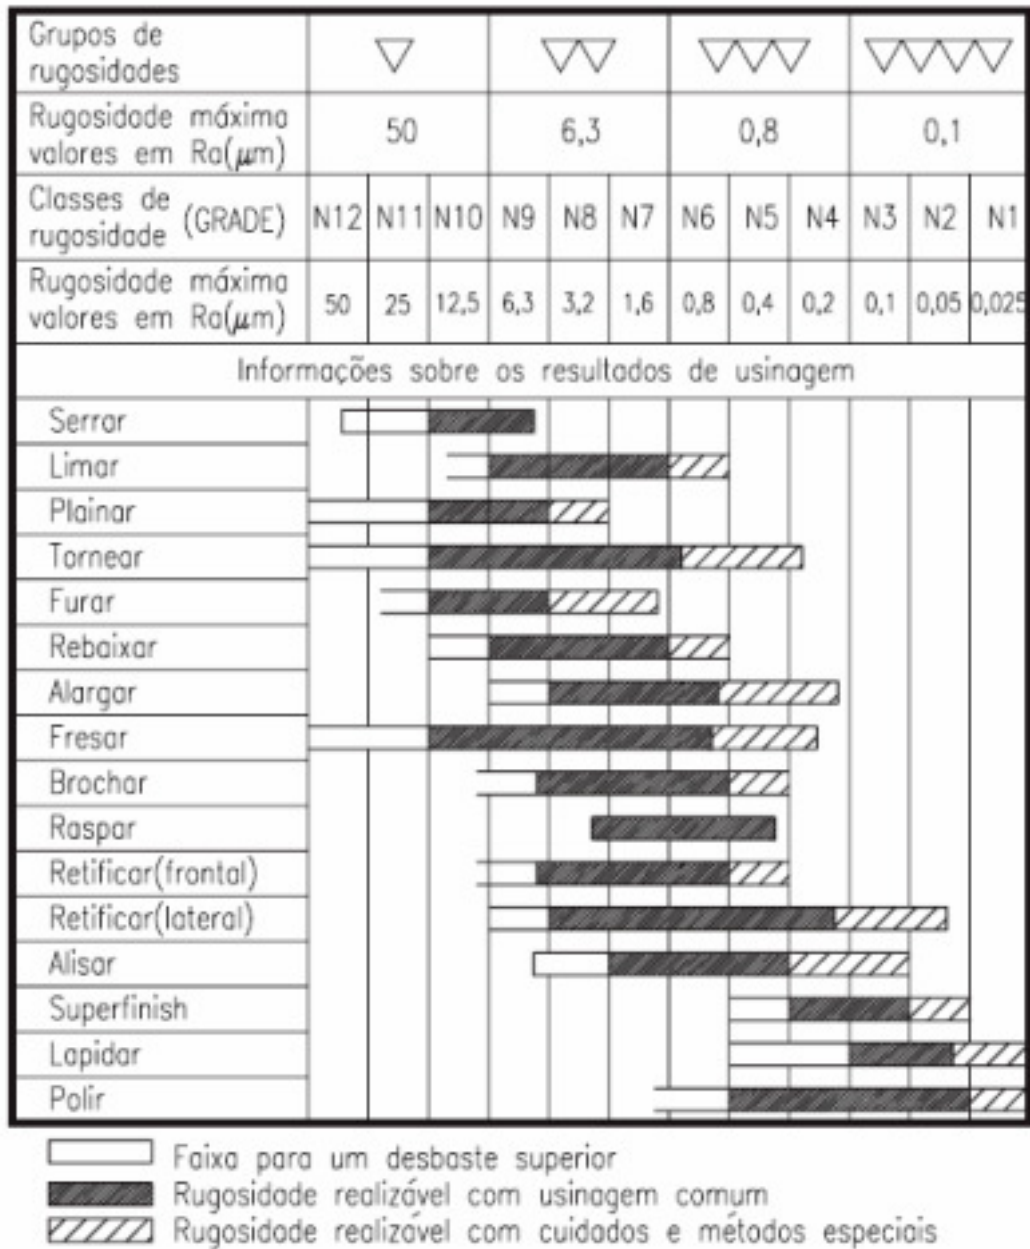 Grupos de
rugosidades
Rugosidade máxima
valores em Ra(μm)
50 6,3 0,8 0,1
Classes de
rugosidade (GRADE)
N12 N11 N10 N9 N8 N7 N6 N5 N4 N3 N2 N1
Rugosidade máxima
valores em Ra(μm)
50 25 12,5 6,3 3,2 1,6 0,8 0,4 0,2 0,1 0,05 0,025
Informações sobre os resultados de usinagem
Serrar
Limar
Plainar
Tornear
Furar
Rebaixar
Alargar
Fresar
Brochar
Raspar
Retificar(frontal)
Retificar(lateral)
Alisar
Superfinish
Lapidar
Polir
Faixa para um desbaste superior
Rugosidade realizável com usinagem comum
Rugosidade realizável com cuidados e métodos especiais